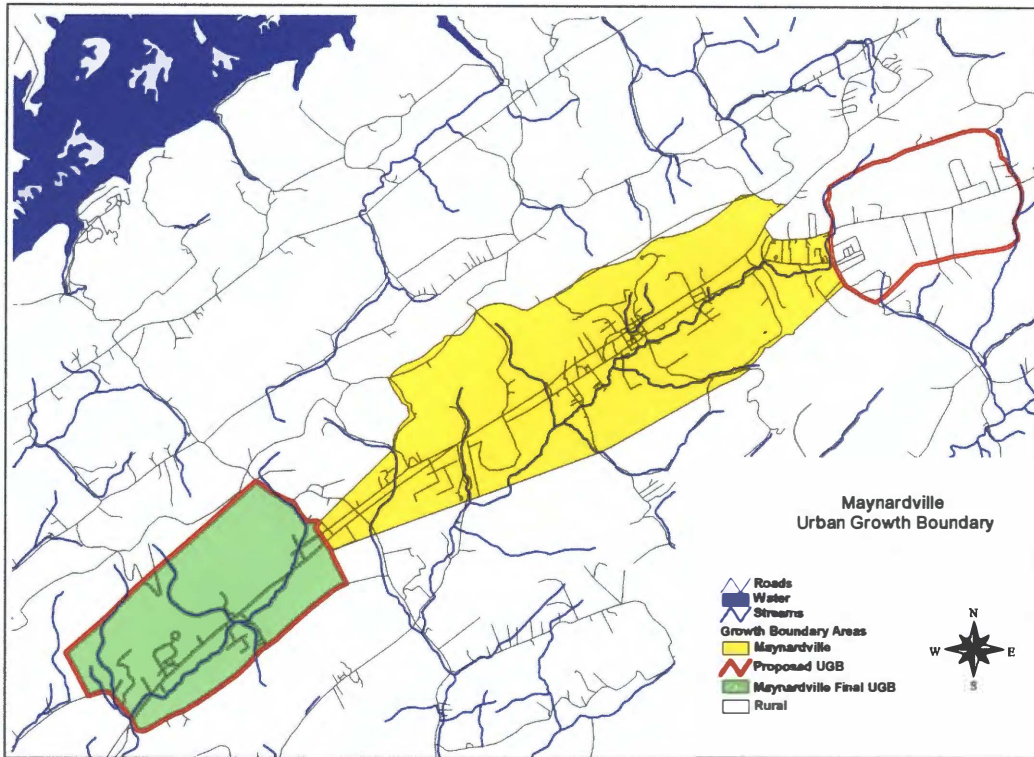 Maynardville
Urban Growth Boundary
Roads
Water
Streams
Growth Boundary Areas
Maynardville
Proposed UGB
Maynardville Final UGB
Rural
N
W E
S